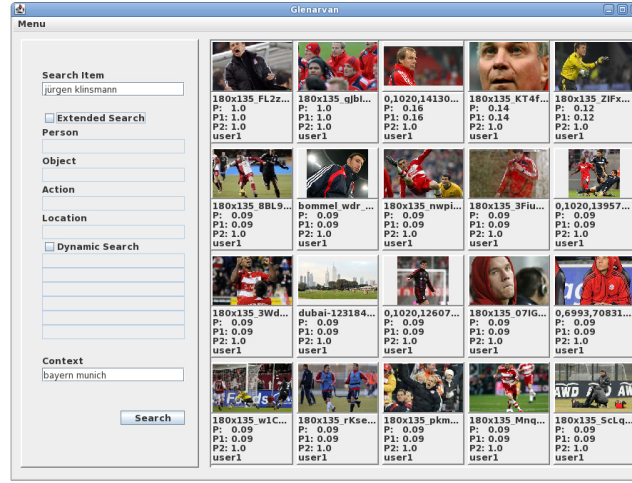 Glenarvan
Menu
Search Item
jürgen klinsmann
Extended Search
Person
Object
Action
Location
Dynamic Search
Context
bayern munich
Search
180x135_FL2z...
P: 1.0
P1: 1.0
P2: 1.0
user1
180x135_qJbI...
P: 1.0
P1: 1.0
P2: 1.0
user1
0,1020,14130...
P: 0.16
P1: 0.16
P2: 1.0
user1
180x135_KT4f...
P: 0.14
P1: 0.14
P2: 1.0
user1
180x135_ZIFx...
P: 0.12
P1: 0.12
P2: 1.0
user1
180x135_8BL9...
P: 0.09
P1: 0.09
P2: 1.0
user1
bommel_wdr_...
P: 0.09
P1: 0.09
P2: 1.0
user1
180x135_nwpi...
P: 0.09
P1: 0.09
P2: 1.0
user1
180x135_3Fiu...
P: 0.09
P1: 0.09
P2: 1.0
user1
0,1020,13957...
P: 0.09
P1: 0.09
P2: 1.0
user1
180x135_3Wd...
P: 0.09
P1: 0.09
P2: 1.0
user1
dubai-123184...
P: 0.09
P1: 0.09
P2: 1.0
user1
0,1020,12607...
P: 0.09
P1: 0.09
P2: 1.0
user1
180x135_07IG...
P: 0.09
P1: 0.09
P2: 1.0
user1
0,6993,70831...
P: 0.09
P1: 0.09
P2: 1.0
user1
180x135_w1C...
P: 0.09
P1: 0.09
P2: 1.0
user1
180x135_rKse...
P: 0.09
P1: 0.09
P2: 1.0
user1
180x135_pkm...
P: 0.09
P1: 0.09
P2: 1.0
user1
180x135_Mnq...
P: 0.09
P1: 0.09
P2: 1.0
user1
AWD AWD
180x135_ScLq...
P: 0.09
P1: 0.09
P2: 1.0
user1